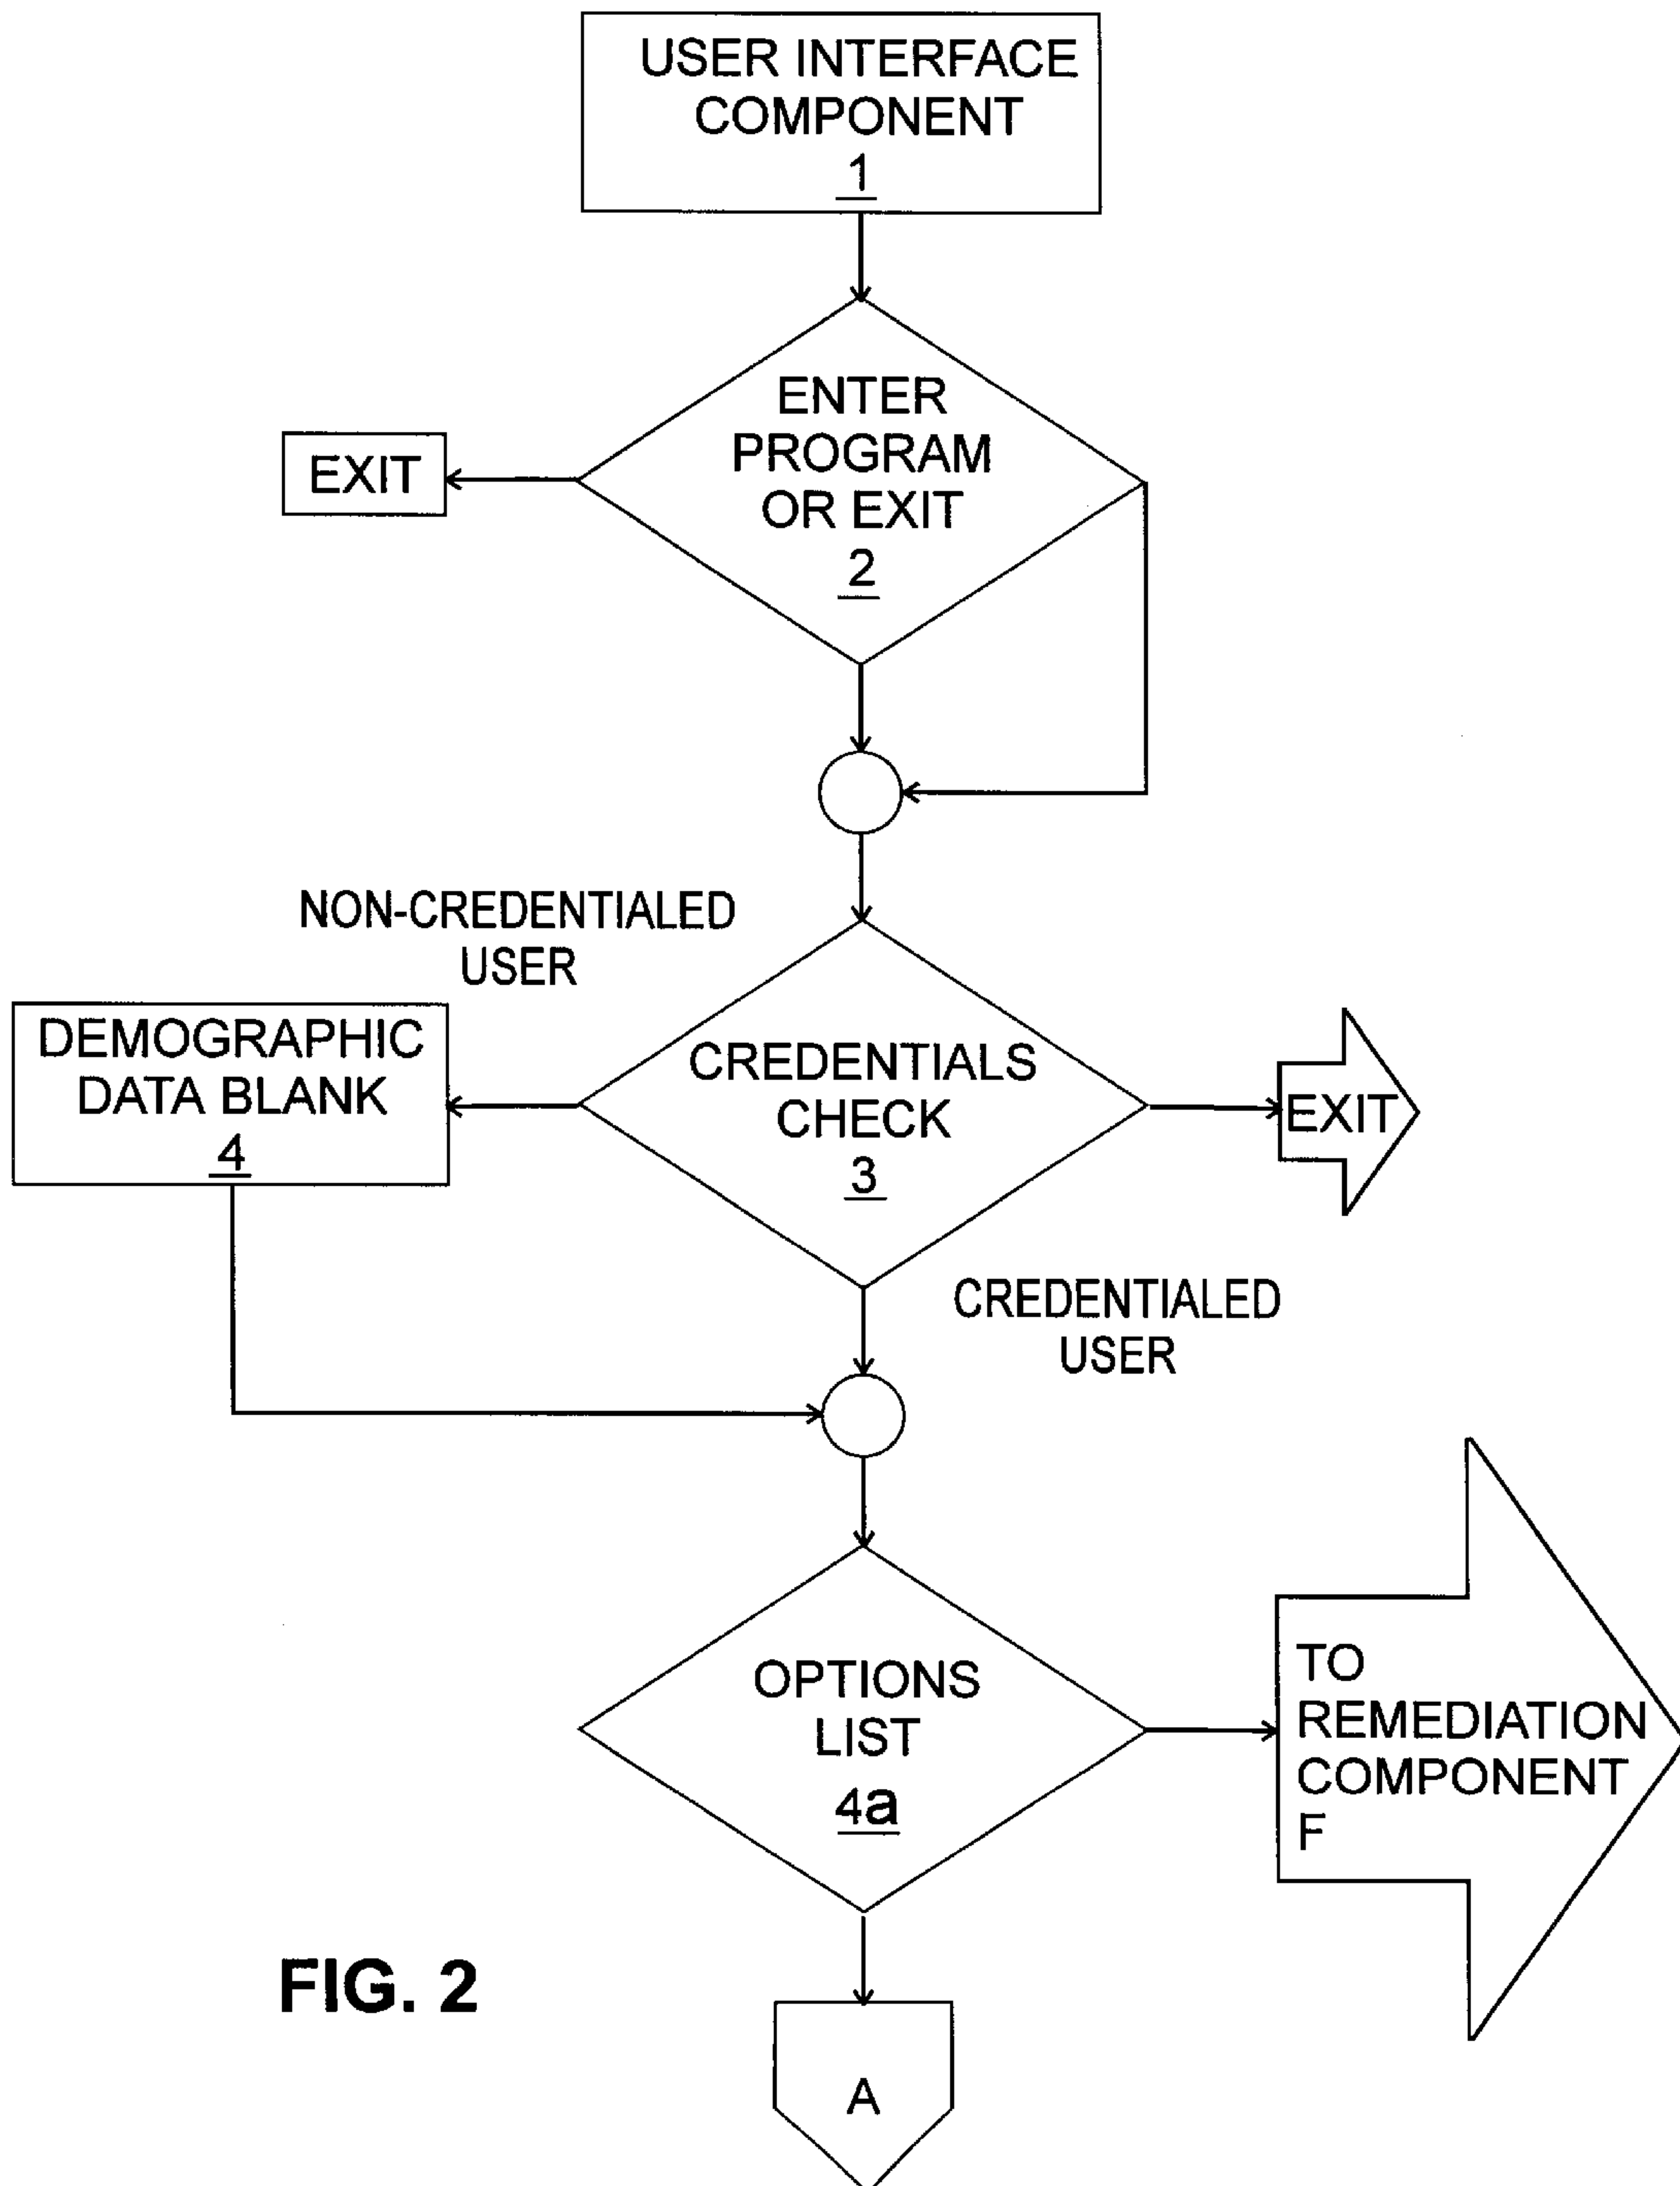 USER INTERFACE
COMPONENT
1
ENTER
PROGRAM
OR EXIT
2
EXIT
NON-CREDENTIALED
USER
DEMOGRAPHIC
DATA BLANK
4
CREDENTIALS
CHECK
3
EXIT
CREDENTIALED
USER
OPTIONS
LIST
4a
TO
REMEDIATION
COMPONENT
F
FIG. 2
A